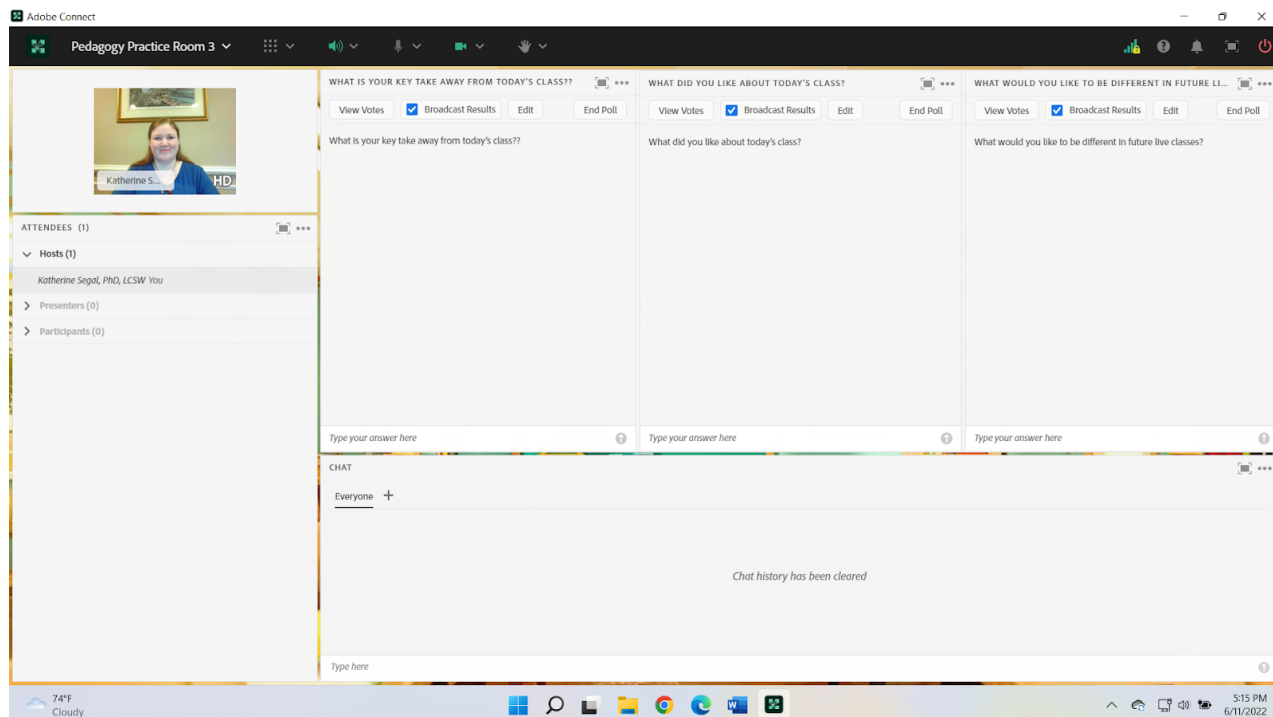 Adobe Connect
Pedagogy Practice Room 3
Katherine S...
HD
ATTENDEES (1)
Hosts (1)
Katherine Segal, PhD, LCSW You
Presenters (0)
Participants (0)
WHAT IS YOUR KEY TAKE AWAY FROM TODAY'S CLASS??
View Votes Broadcast Results Edit End Poll
What is your key take away from today's class??
Type your answer here
WHAT DID YOU LIKE ABOUT TODAY'S CLASS?
View Votes Broadcast Results Edit End Poll
What did you like about today's class?
Type your answer here
WHAT WOULD YOU LIKE TO BE DIFFERENT IN FUTURE LI...
View Votes Broadcast Results Edit End Poll
What would you like to be different in future live classes?
Type your answer here
CHAT
Everyone
Chat history has been cleared
Type here
74°F
Cloudy
5:15 PM
6/11/2022